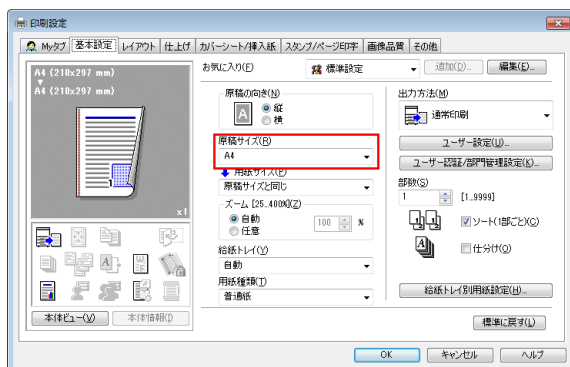 印刷設定
Myタブ 基本設定 レイアウト 仕上げ カバーシート/挿入紙 スタンプ/ページ印字 画像品質 その他
A4 (210x297 mm)
A4 (210x297 mm)
1
x1
本体ビュー(V) 本体情報(I)
お気に入り(F) 標準設定 追加(D)... 編集(E)...
原稿の向き(N)
A
縦
横
原稿サイズ(R)
A4
用紙サイズ(P)
原稿サイズと同じ
ズーム [25..400%](Z)
自動
任意
100 %
給紙トレイ(Y)
自動
用紙種類(T)
普通紙
出力方法(M)
通常印刷
ユーザー設定(U)...
ユーザー認証/部門管理設定(K)...
部数(S)
1 [1..9999]
ソート(1部ごと)(C)
仕分け(O)
給紙トレイ別用紙設定(H)...
標準に戻す(L)
OK キャンセル ヘルプ